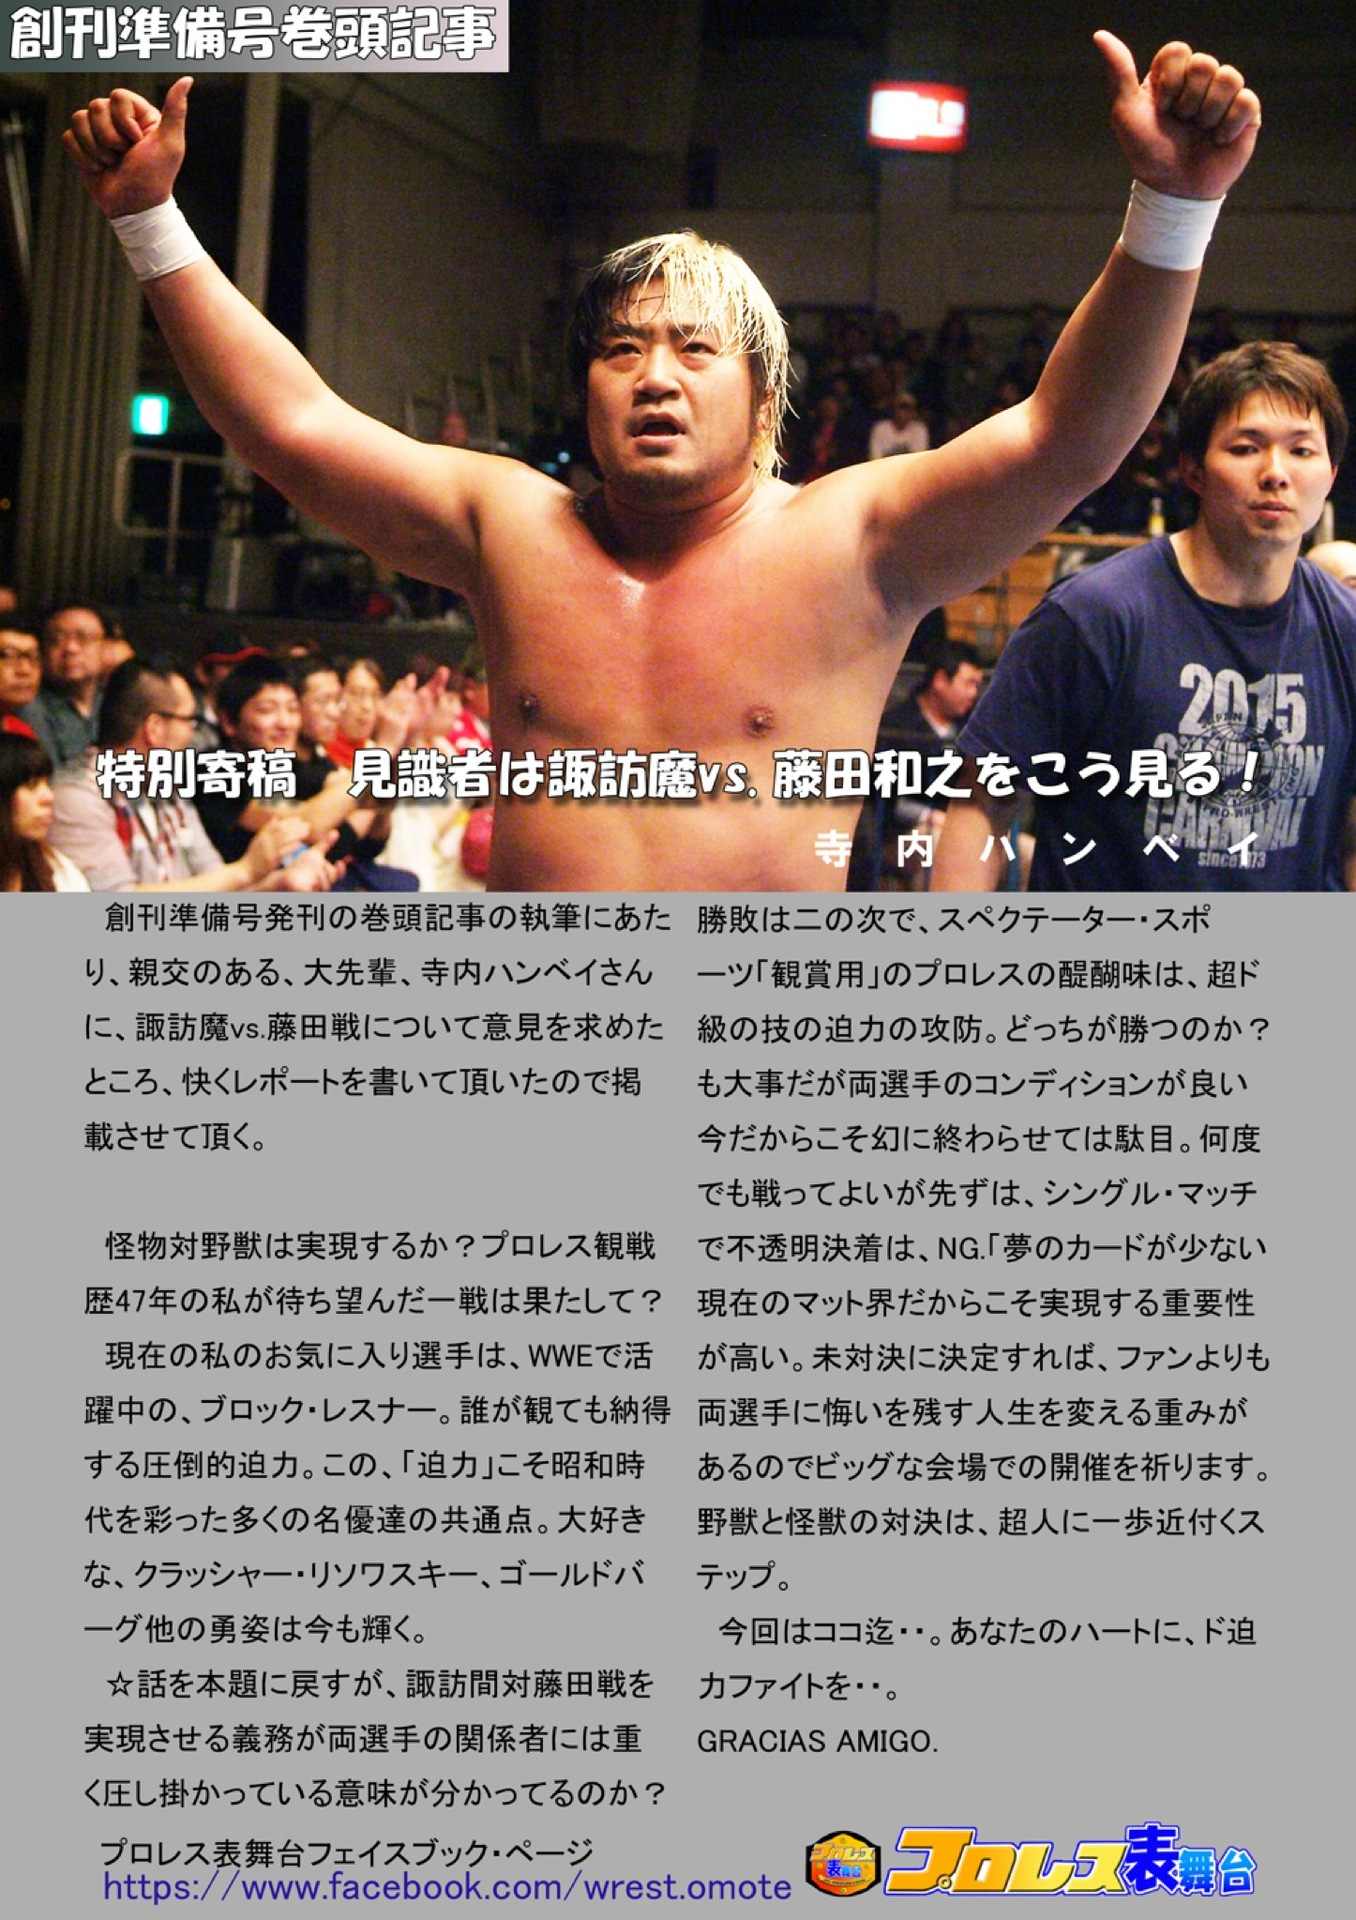 創刊準備号巻頭記事
2015
since1973
特別寄稿　見識者は諏訪魔vs.藤田和之をこう見る！
寺内ハンベイ
創刊準備号発刊の巻頭記事の執筆にあた
り、親交のある、大先輩、寺内ハンベイさん
に、諏訪魔vs.藤田戦について意見を求めた
ところ、快くレポートを書いて頂いたので掲
載させて頂く。
怪物対野獣は実現するか？プロレス観戦
歴47年の私が待ち望んだ一戦は果たして？
現在の私のお気に入り選手は、WWEで活
躍中の、ブロック・レスナー。誰が観ても納得
する圧倒的迫力。この、「迫力」こそ昭和時
代を彩った多くの名優達の共通点。大好き
な、クラッシャー・リソワスキー、ゴールドバ
ーグ他の勇姿は今も輝く。
☆話を本題に戻すが、諏訪間対藤田戦を
実現させる義務が両選手の関係者には重
く圧し掛かっている意味が分かってるのか？
勝敗は二の次で、スペクテーター・スポ
ーツ「観賞用」のプロレスの醍醐味は、超ド
級の技の迫力の攻防。どっちが勝つのか？
も大事だが両選手のコンディションが良い
今だからこそ幻に終わらせては駄目。何度
でも戦ってよいが先ずは、シングル・マッチ
で不透明決着は、NG.「夢のカードが少ない
現在のマット界だからこそ実現する重要性
が高い。未対決に決定すれば、ファンよりも
両選手に悔いを残す人生を変える重みが
あるのでビッグな会場での開催を祈ります。
野獣と怪獣の対決は、超人に一歩近付くス
テップ。
今回はココ迄・・。あなたのハートに、ド迫
力ファイトを・・。
GRACIAS AMIGO.
プロレス表舞台フェイスブック・ページ
https://www.facebook.com/wrest.omote
プロレス
表舞台
プロレス表舞台